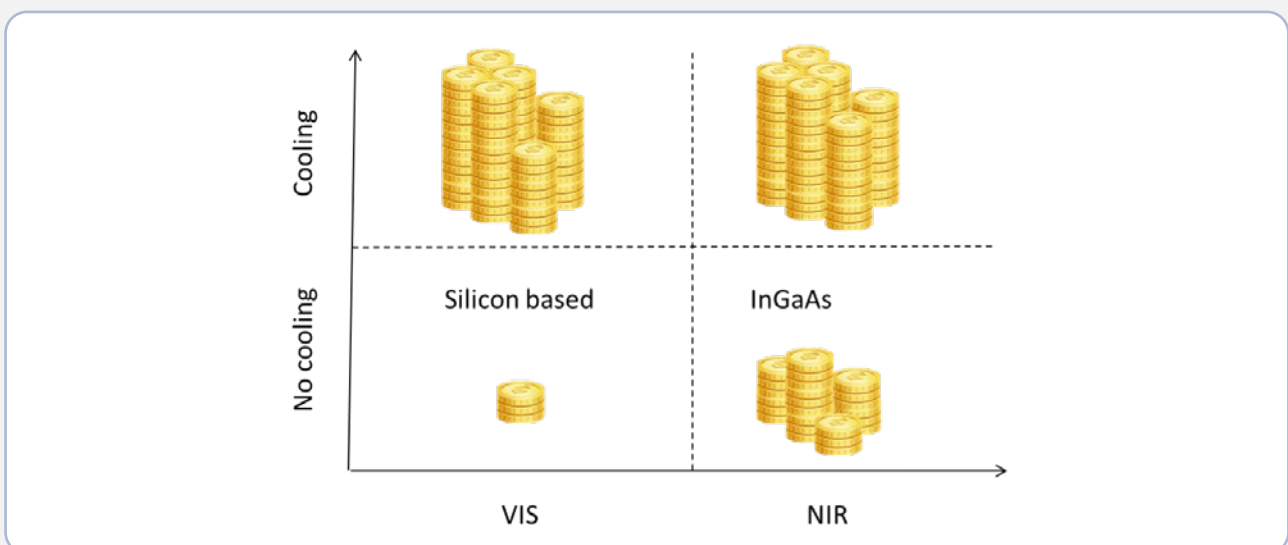 Cooling
No cooling
Silicon based
InGaAs
VIS
NIR